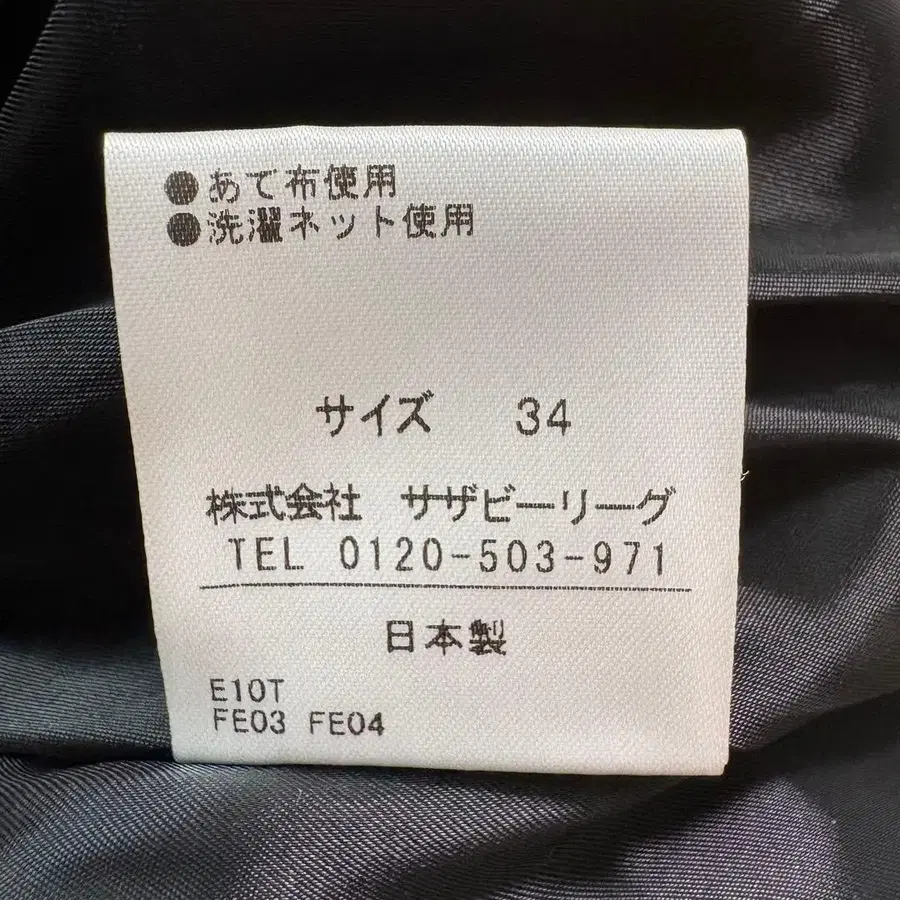 ●あて布使用
●洗濯ネット使用
サイズ 34
株式会社 サザビーリーグ
TEL 0120-503-971
日本製
E10T
FE03 FE04